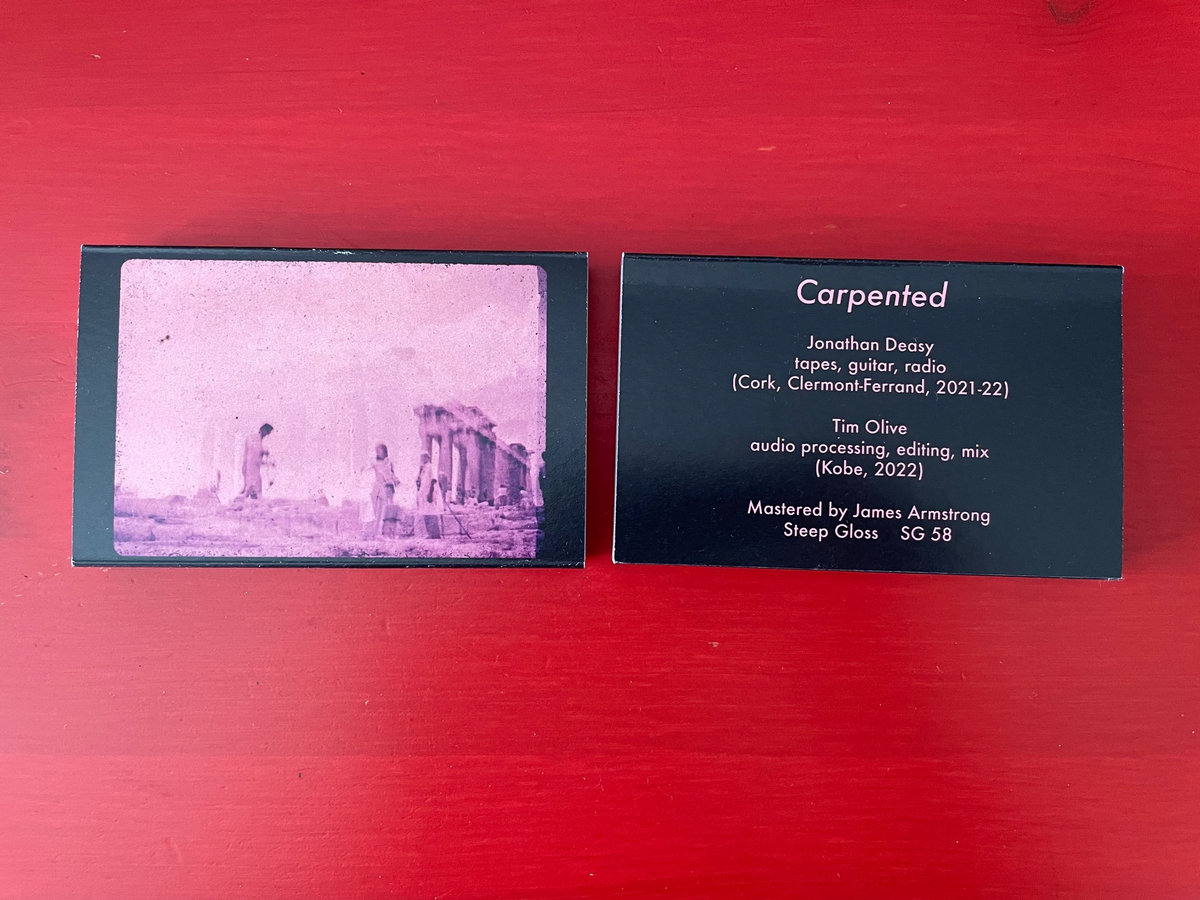 Carpented
Jonathan Deasy
tapes, guitar, radio
(Cork, Clermont-Ferrand, 2021-22)
Tim Olive
audio processing, editing, mix
(Kobe, 2022)
Mastered by James Armstrong
Steep Gloss SG 58